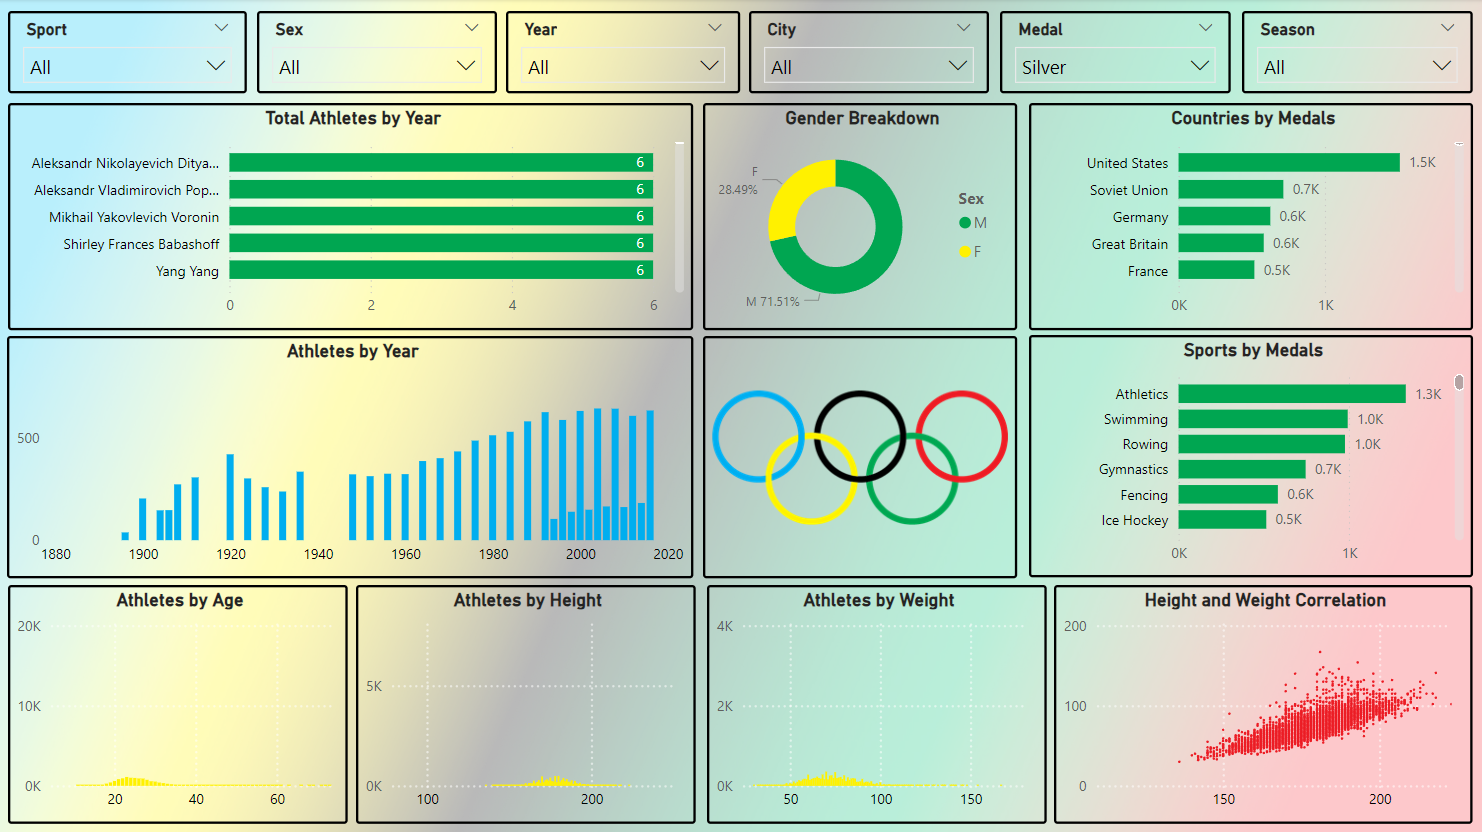 Sport
All
Sex
All
Year
All
City
All
Medal
Silver
Season
All
Total Athletes by Year
Aleksandr Nikolayevich Ditya... 6
Aleksandr Vladimirovich Pop... 6
Mikhail Yakovlevich Voronin 6
Shirley Frances Babashoff 6
Yang Yang 6
0 2 4 6
Gender Breakdown
F
28.49%
M 71.51%
Sex
M
F
Countries by Medals
United States 1.5K
Soviet Union 0.7K
Germany 0.6K
Great Britain 0.6K
France 0.5K
0K 1K
Athletes by Year
500
0
1880 1900 1920 1940 1960 1980 2000 2020
Sports by Medals
Athletics 1.3K
Swimming 1.0K
Rowing 1.0K
Gymnastics 0.7K
Fencing 0.6K
Ice Hockey 0.5K
0K 1K
Athletes by Age
20K
10K
0K
20 40 60
Athletes by Height
5K
0K
100 200
Athletes by Weight
4K
2K
0K
50 100 150
Height and Weight Correlation
200
100
0
150 200